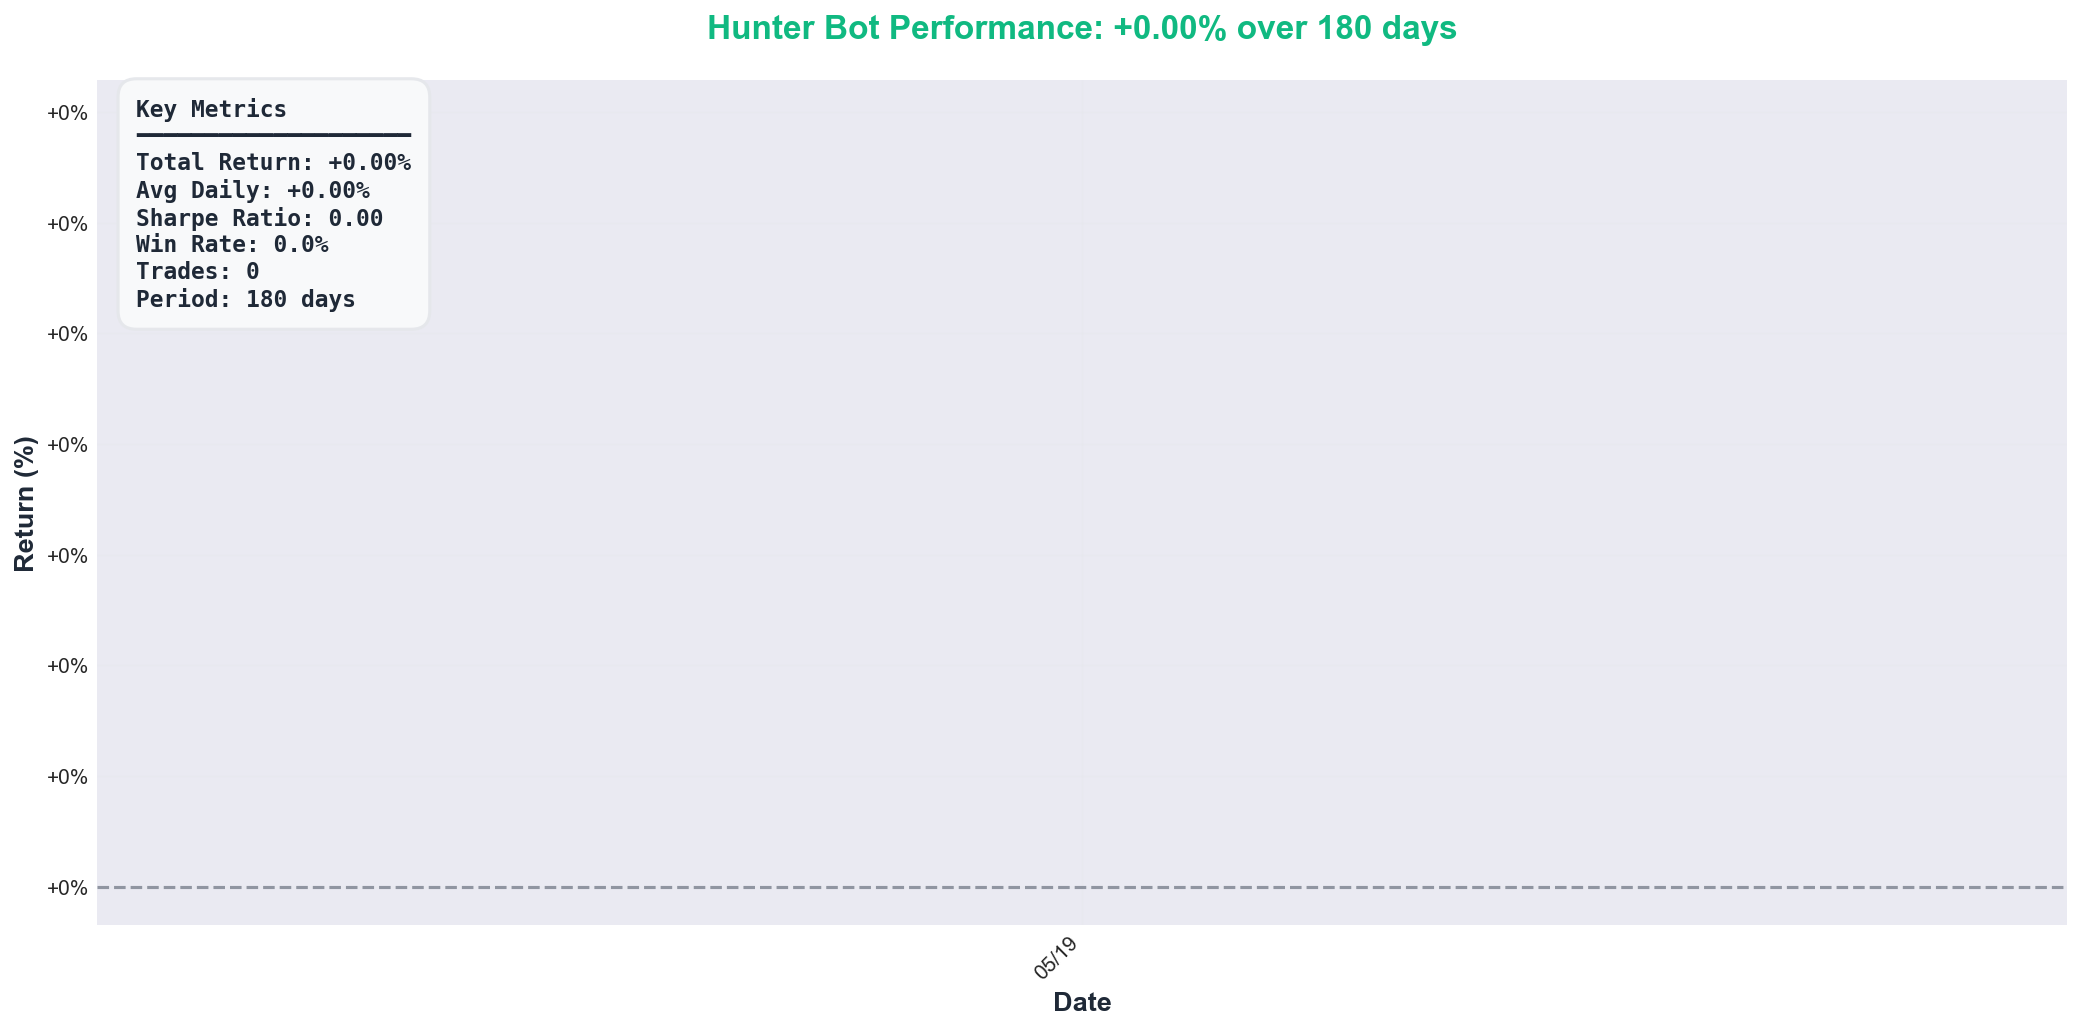 Hunter Bot Performance: +0.00% over 180 days
Key Metrics
Total Return: +0.00%
Avg Daily: +0.00%
Sharpe Ratio: 0.00
Win Rate: 0.0%
Trades: 0
Period: 180 days
+0%
+0%
+0%
+0%
+0%
+0%
+0%
+0%
Return (%)
05/19
Date